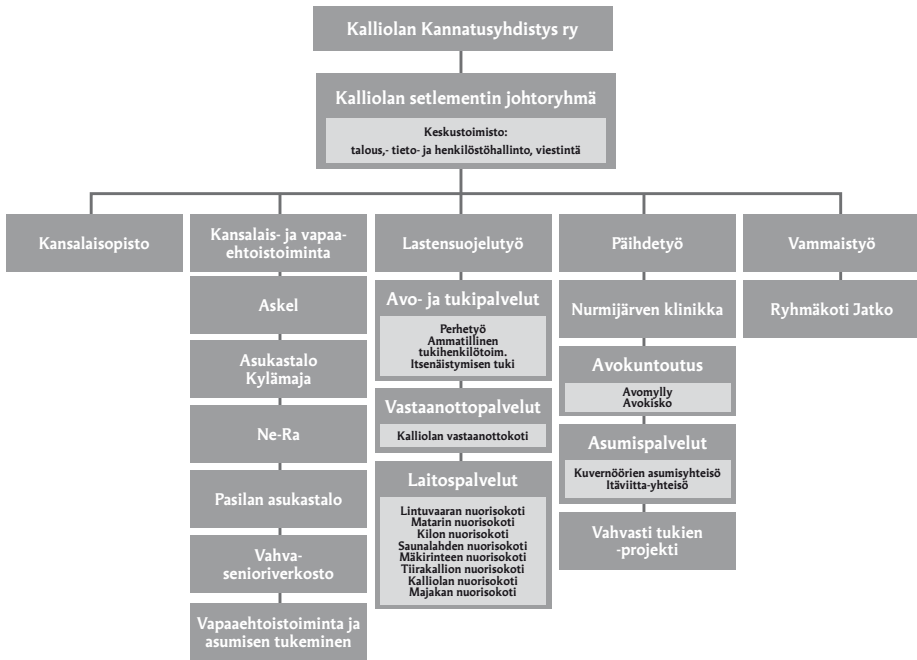 Kalliolan Kannatusyhdistys ry
Kalliolan setlementin johtoryhmä
Keskustoimisto:
talous,- tieto- ja henkilöstöhallinto, viestintä
Kansalaisopisto
Kansalais- ja vapaa-
ehtoistoiminta
Askel
Asukastalo
Kylämaja
Ne-Ra
Pasilan asukastalo
Vahva-
senioriverkosto
Vapaaehtoistoiminta ja
asumisen tukeminen
Lastensuojelutyö
Avo- ja tukipalvelut
Perhetyö
Ammatillinen
tukihenkilötoim.
Itsenäistymisen tuki
Vastaanottopalvelut
Kalliolan vastaanottokoti
Laitospalvelut
Lintuvaaran nuorisokoti
Matarin nuorisokoti
Kilon nuorisokoti
Saunalahden nuorisokoti
Mäkirinteen nuorisokoti
Tiirakallion nuorisokoti
Kalliolan nuorisokoti
Majakan nuorisokoti
Päihdetyö
Nurmijärven klinikka
Avokuntoutus
Avomylly
Avokisko
Asumispalvelut
Kuvernöörien asumisyhteisö
Itäviitta-yhteisö
Vahvasti tukien
-projekti
Vammaistyö
Ryhmäkoti Jatko